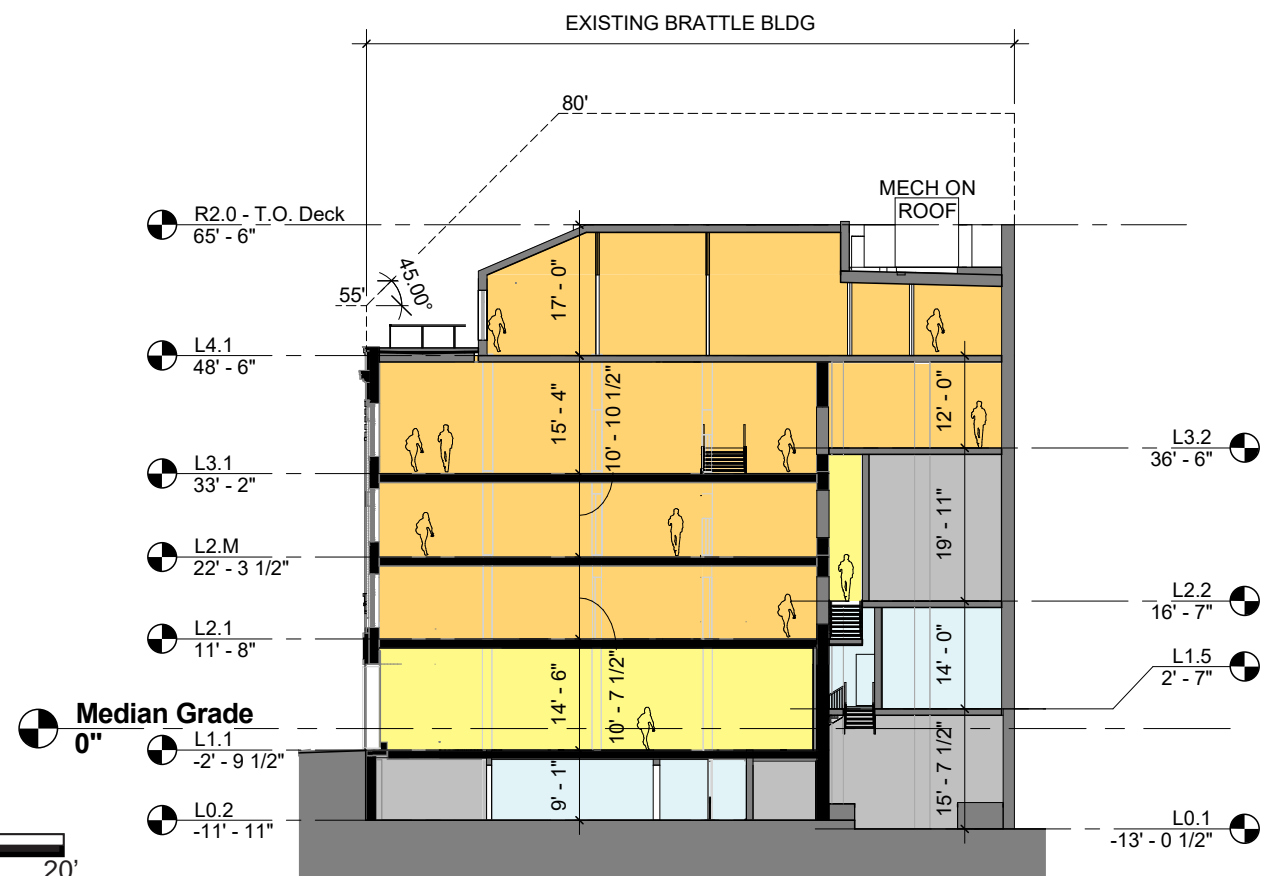 EXISTING BRATTLE BLDG
80'
MECH ON
ROOF
R2.0 - T.O. Deck
65' - 6"
45.00°
55'
17' - 0"
L4.1
48' - 6"
15' - 4"
10' - 10 1/2"
12' - 0"
L3.2
36' - 6"
L3.1
33' - 2"
19' - 11"
L2.M
22' - 3 1/2"
L2.2
16' - 7"
L2.1
11' - 8"
14' - 0"
L1.5
2' - 7"
14' - 6"
10' - 7 1/2"
Median Grade
0"
L1.1
-2' - 9 1/2"
15' - 7 1/2"
9' - 1"
L0.2
-11' - 11"
L0.1
-13' - 0 1/2"
20'